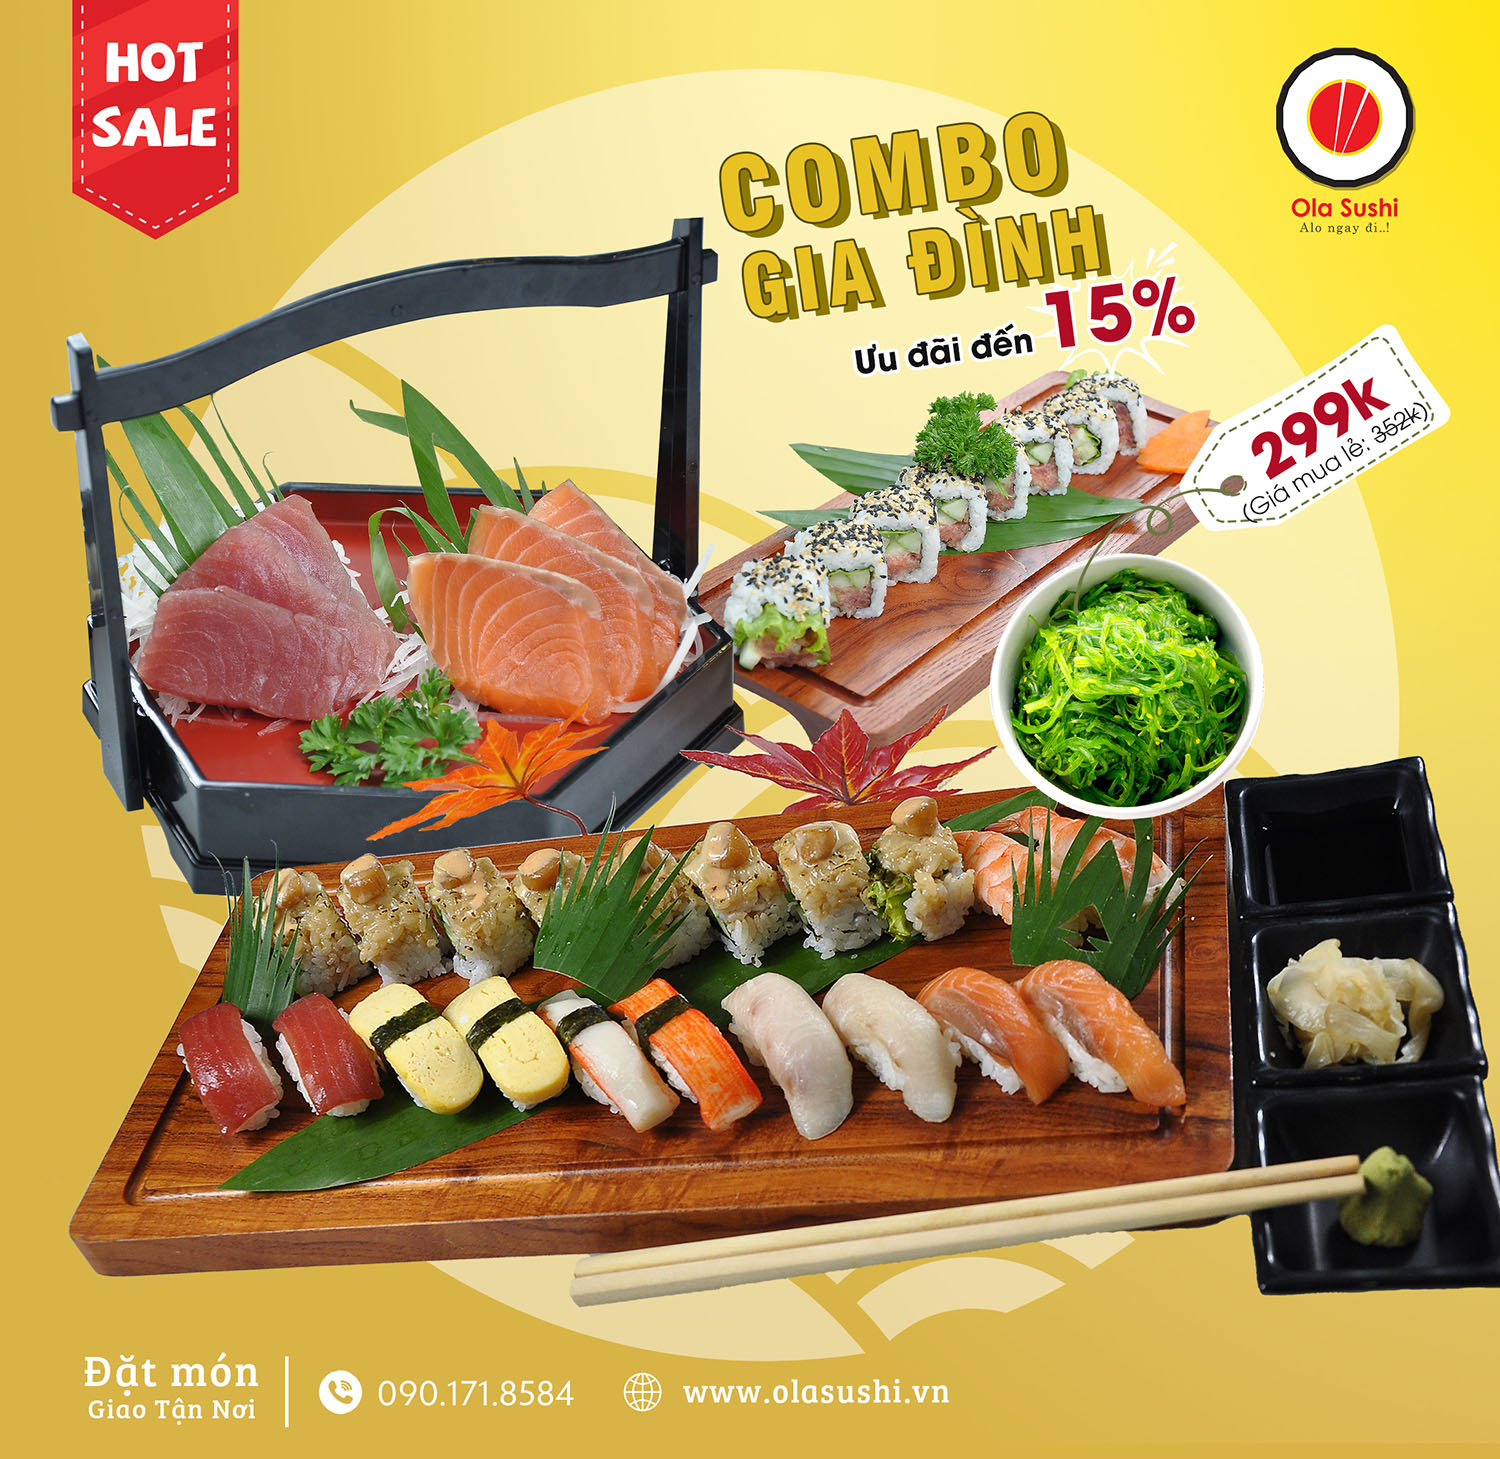 HOT
SALE
Ola Sushi
Alo ngay đi..!
COMBO
GIA ĐÌNH
Ưu đãi đến 15%
299k
(Giá mua lẻ: 352k)
Đặt món
Giao Tận Nơi
090.171.8584
www.olasushi.vn